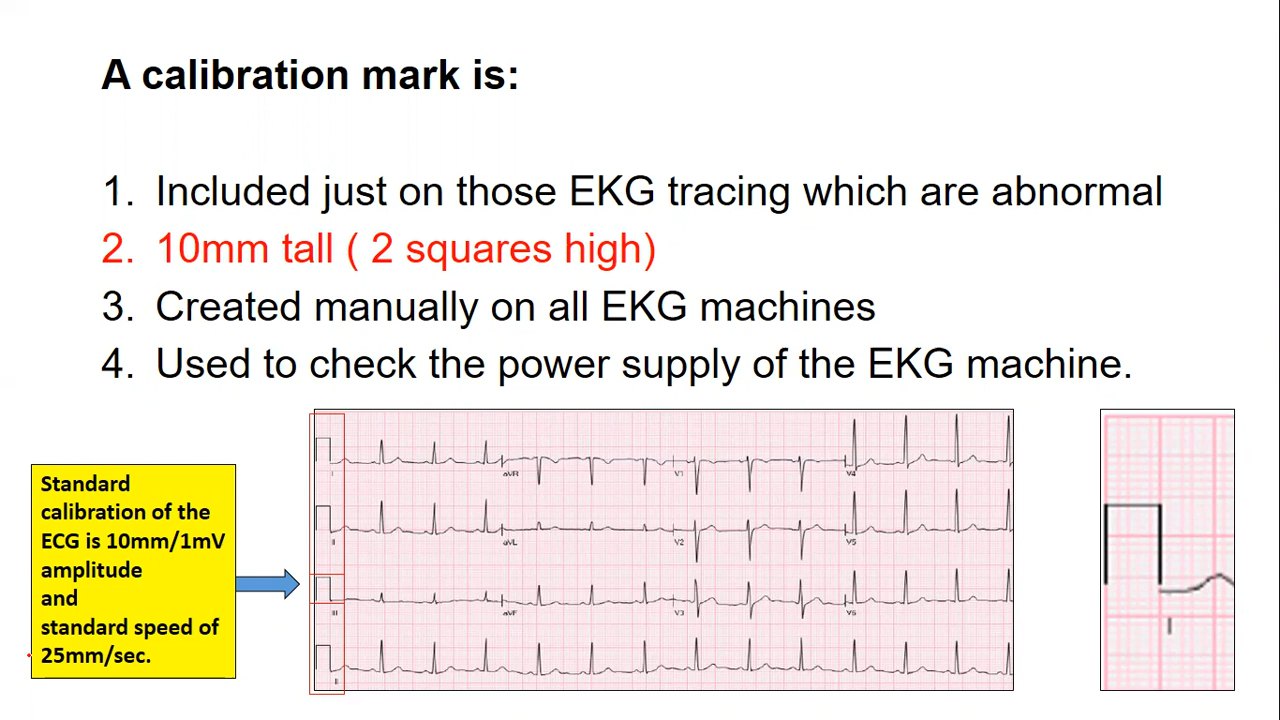 A calibration mark is:
1. Included just on those EKG tracing which are abnormal
2. 10mm tall ( 2 squares high)
3. Created manually on all EKG machines
4. Used to check the power supply of the EKG machine.
Standard
calibration of the
ECG is 10mm/1mV
amplitude
and
standard speed of
25mm/sec.
I aVR V1 V4
II aVL V2 V5
III aVF V3 V6
II
I